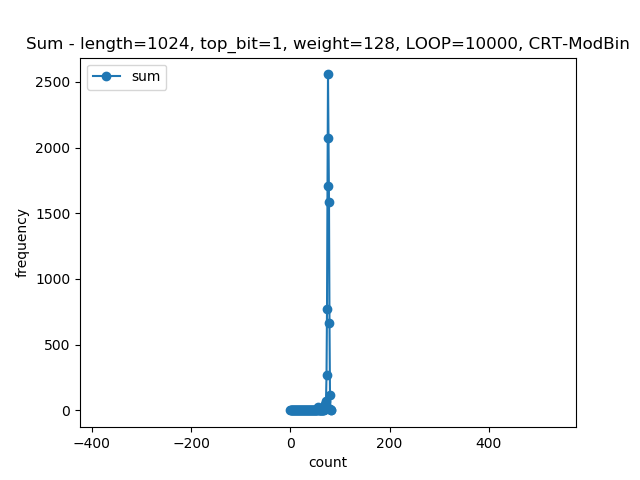 Sum - length=1024, top_bit=1, weight=128, LOOP=10000, CRT-ModBin
sum
2500
2000
1500
1000
500
0
frequency
−400
−200
0
200
400
count